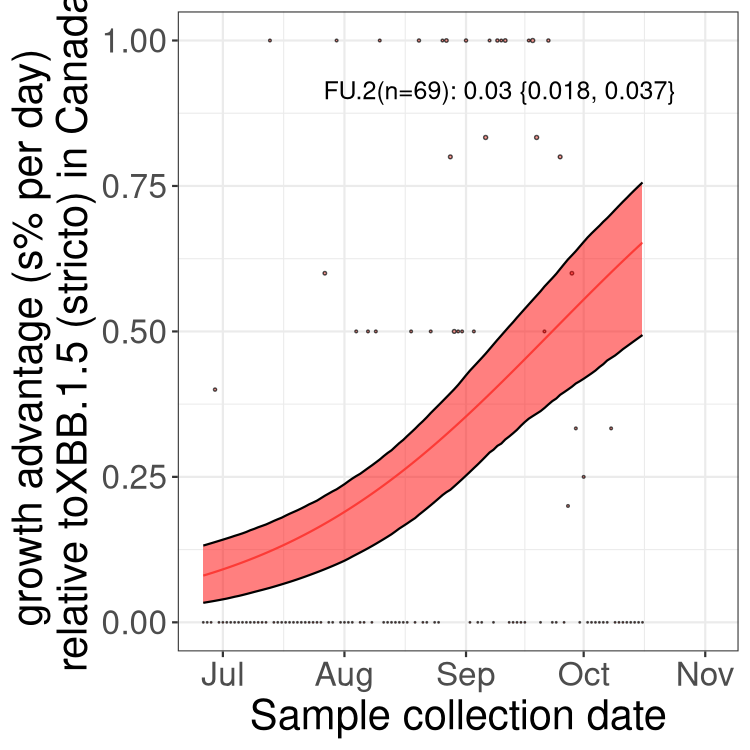 growth advantage (s% per day)
relative toXBB.1.5 (stricto) in Canada
1.00
0.75
0.50
0.25
0.00
FU.2(n=69): 0.03 {0.018, 0.037}
Jul Aug Sep Oct Nov
Sample collection date